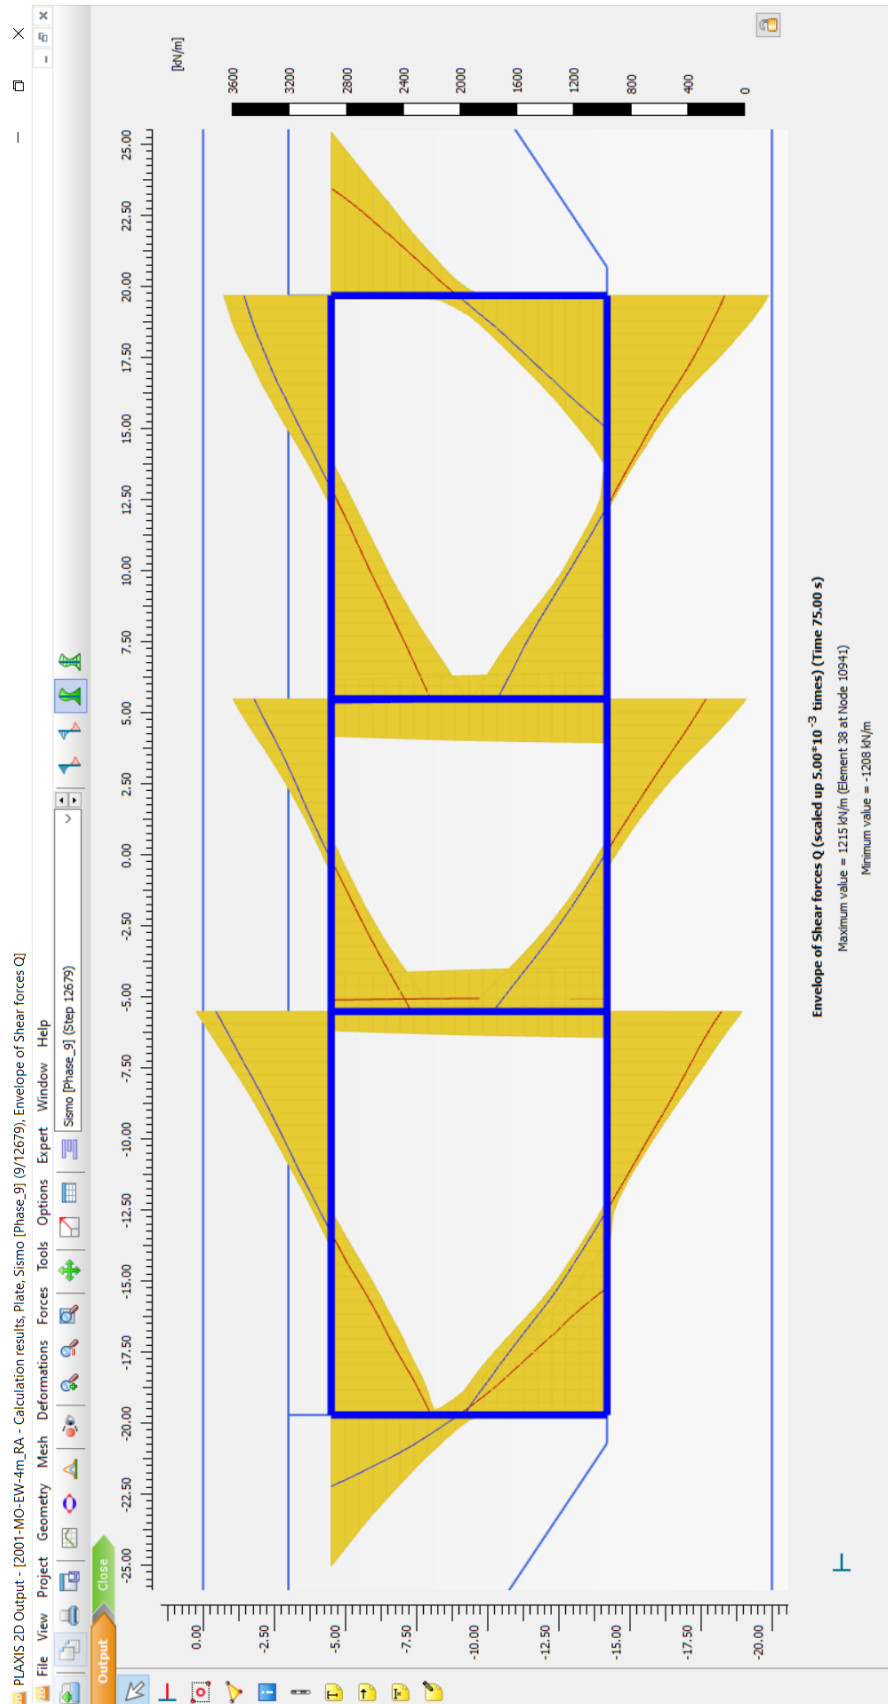 PLAXIS 2D Output - [2001-MO-EW-4m_RA - Calculation results, Plate, Sismo [Phase_9] (9/12679), Envelope of Shear forces Q]
File View Project Geometry Mesh Deformations Forces Tools Options Expert Window Help
Sismo [Phase_9] (Step 12679)
Output Close
-25.00 -22.50 -20.00 -17.50 -15.00 -12.50 -10.00 -7.50 -5.00 -2.50 0.00 2.50 5.00 7.50 10.00 12.50 15.00 17.50 20.00 22.50 25.00
[kN/m]
0.00
-2.50
-5.00
-7.50
-10.00
-12.50
-15.00
-17.50
-20.00
3600
3200
2800
2400
2000
1600
1200
800
400
0
Envelope of Shear forces Q (scaled up 5.00*10⁻³ times) (Time 75.00 s)
Maximum value = 1215 kN/m (Element 38 at Node 10941)
Minimum value = -1208 kN/m